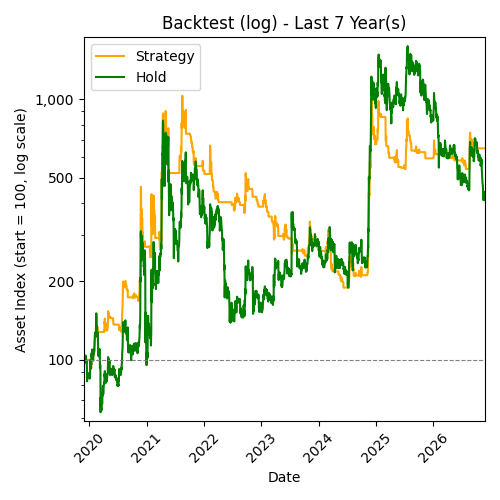 Backtest (log) - Last 7 Year(s)
Strategy
Hold
Asset Index (start = 100, log scale)
1,000
500
200
100
2020
2021
2022
2023
2024
2025
2026
Date